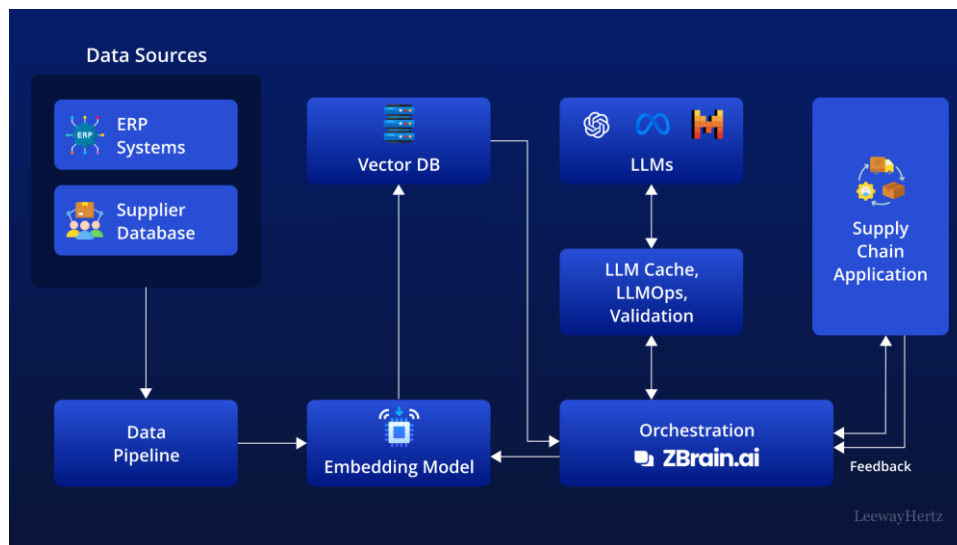 Data Sources
ERP
ERP
Systems
Supplier
Database
Vector DB
LLMs
LLM Cache,
LLMOps,
Validation
Supply
Chain
Application
Data
Pipeline
Embedding Model
Orchestration
ZBrain.ai
Feedback
LeewayHertz